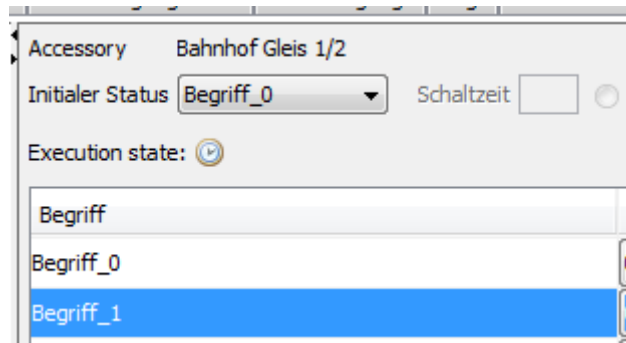 Accessory Bahnhof Gleis 1/2
Initialer Status Begriff_0 Schaltzeit
Execution state:
Begriff
Begriff_0
Begriff_1